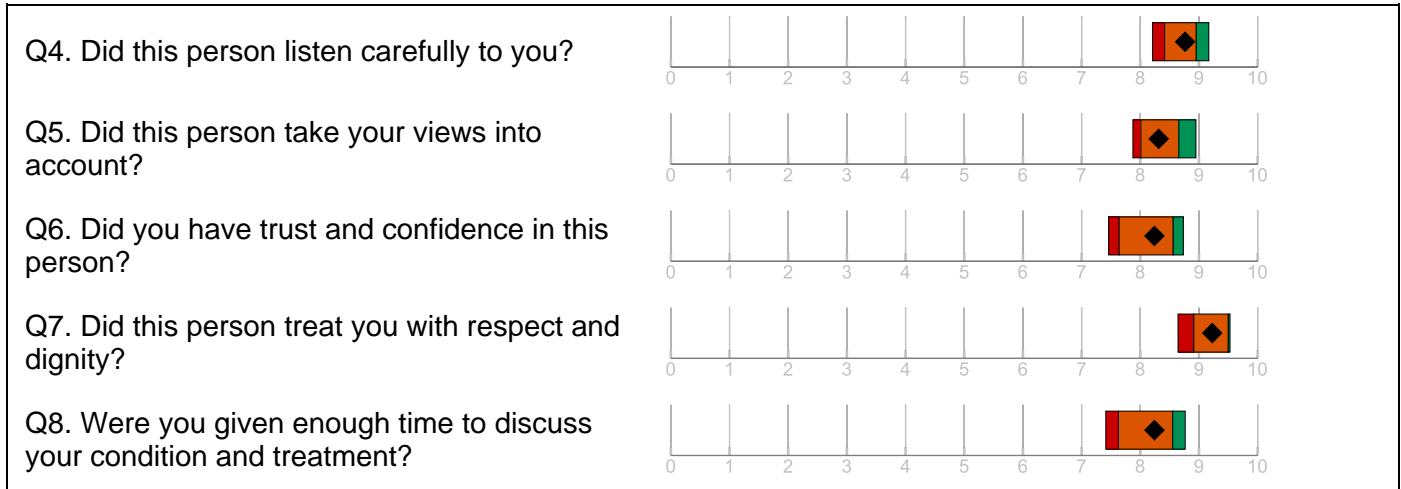 Q4. Did this person listen carefully to you?
0 1 2 3 4 5 6 7 8 9 10
Q5. Did this person take your views into
account?
0 1 2 3 4 5 6 7 8 9 10
Q6. Did you have trust and confidence in this
person?
0 1 2 3 4 5 6 7 8 9 10
Q7. Did this person treat you with respect and
dignity?
0 1 2 3 4 5 6 7 8 9 10
Q8. Were you given enough time to discuss
your condition and treatment?
0 1 2 3 4 5 6 7 8 9 10